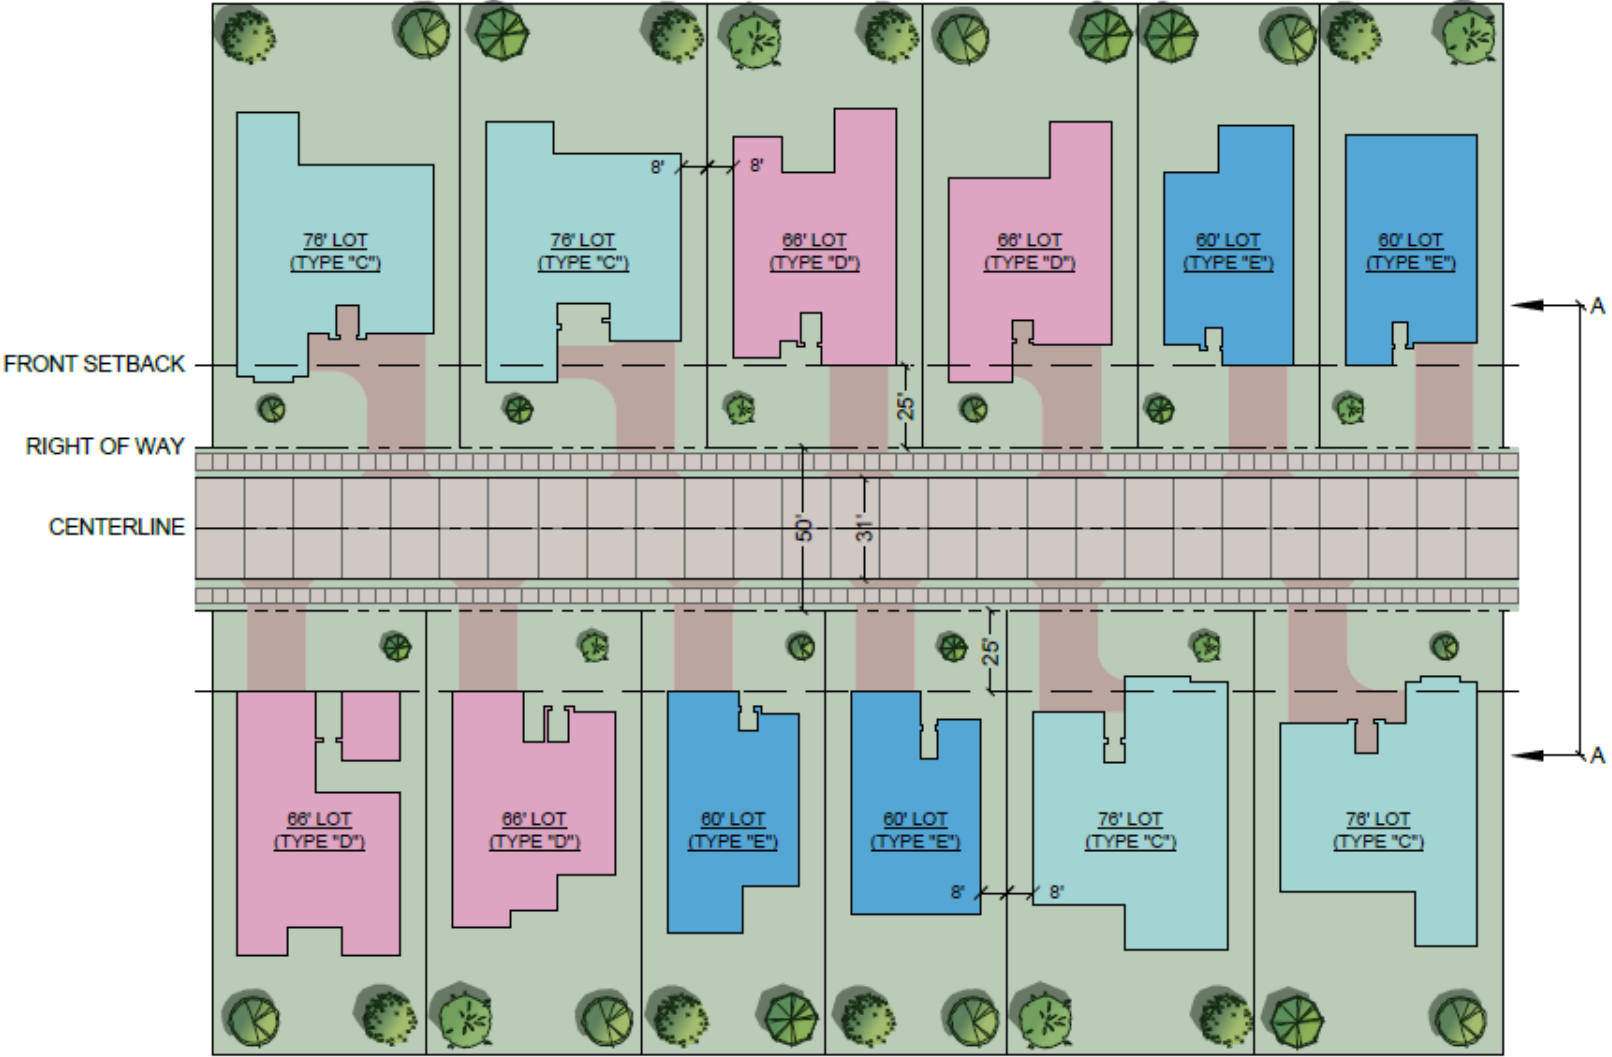 8' 8'
76' LOT
(TYPE "C")
76' LOT
(TYPE "C")
66' LOT
(TYPE "D")
66' LOT
(TYPE "D")
60' LOT
(TYPE "E")
60' LOT
(TYPE "E")
A
FRONT SETBACK
25'
RIGHT OF WAY
CENTERLINE
50'
31'
25'
A
66' LOT
(TYPE "D")
66' LOT
(TYPE "D")
60' LOT
(TYPE "E")
60' LOT
(TYPE "E")
76' LOT
(TYPE "C")
76' LOT
(TYPE "C")
8' 8'